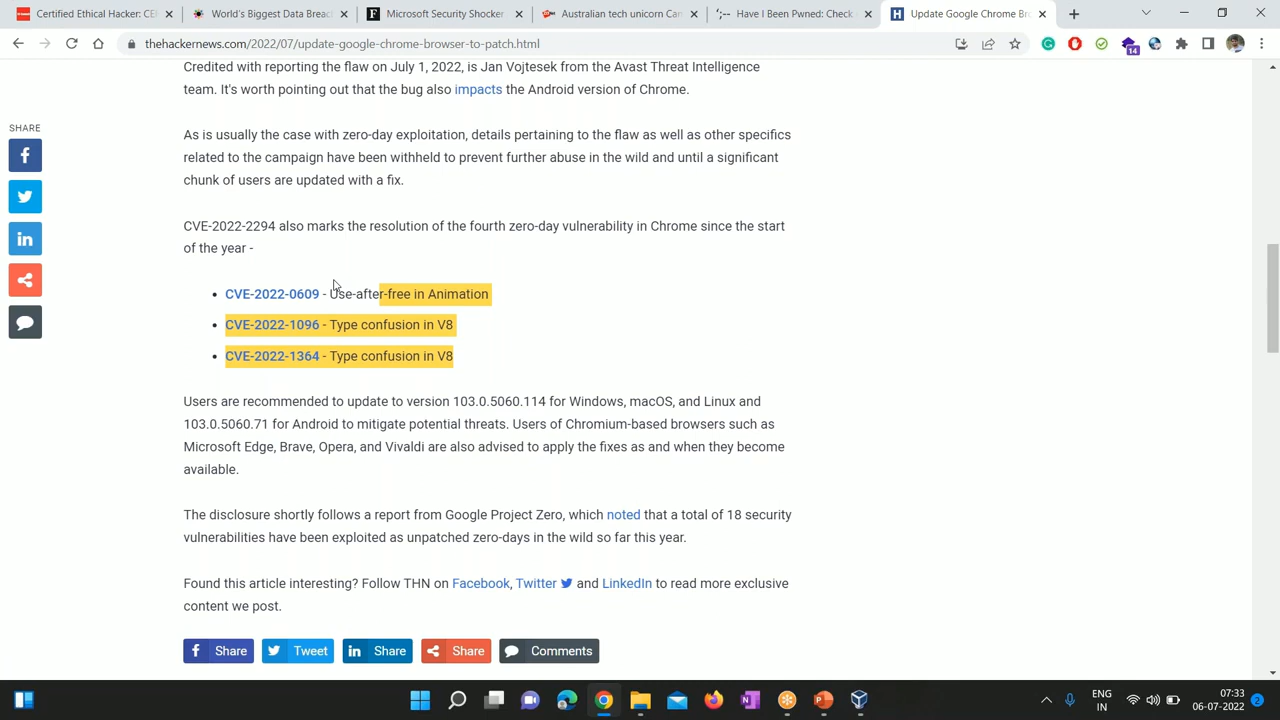 Certified Ethical Hacker: CEH
World's Biggest Data Breac
Microsoft Security Shocker
Australian tech unicorn Can
Have I Been Pwned: Check
Update Google Chrome Bro
thehackernews.com/2022/07/update-google-chrome-browser-to-patch.html
14
Credited with reporting the flaw on July 1, 2022, is Jan Vojtesek from the Avast Threat Intelligence
team. It's worth pointing out that the bug also impacts the Android version of Chrome.
SHARE
As is usually the case with zero-day exploitation, details pertaining to the flaw as well as other specifics
related to the campaign have been withheld to prevent further abuse in the wild and until a significant
chunk of users are updated with a fix.
CVE-2022-2294 also marks the resolution of the fourth zero-day vulnerability in Chrome since the start
of the year -
• CVE-2022-0609 - Use-after-free in Animation
• CVE-2022-1096 - Type confusion in V8
• CVE-2022-1364 - Type confusion in V8
Users are recommended to update to version 103.0.5060.114 for Windows, macOS, and Linux and
103.0.5060.71 for Android to mitigate potential threats. Users of Chromium-based browsers such as
Microsoft Edge, Brave, Opera, and Vivaldi are also advised to apply the fixes as and when they become
available.
The disclosure shortly follows a report from Google Project Zero, which noted that a total of 18 security
vulnerabilities have been exploited as unpatched zero-days in the wild so far this year.
Found this article interesting? Follow THN on Facebook, Twitter and LinkedIn to read more exclusive
content we post.
Share
Tweet
Share
Share
Comments
ENG
IN
07:33
06-07-2022
2